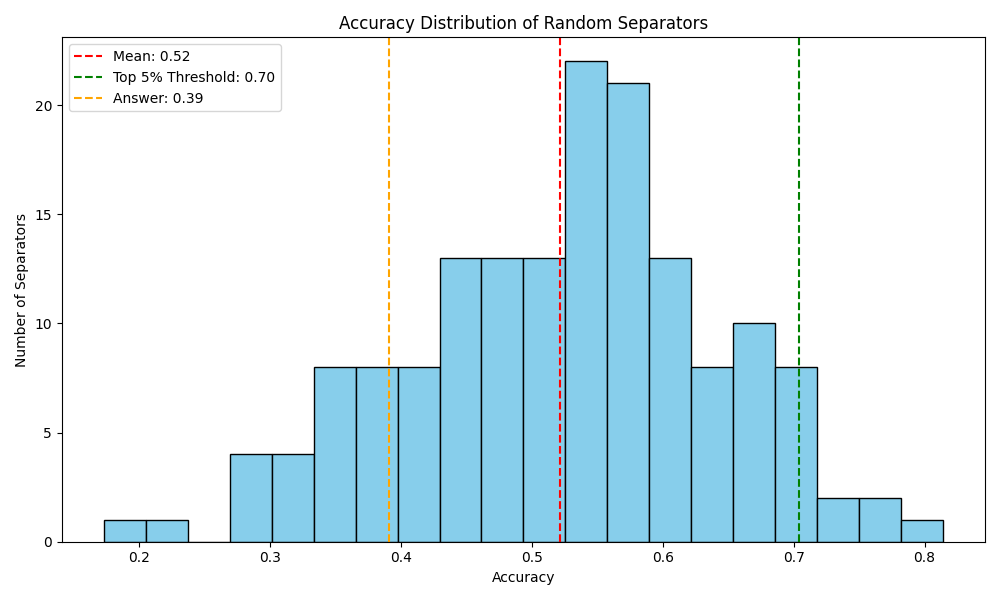 Accuracy Distribution of Random Separators
Mean: 0.52
Top 5% Threshold: 0.70
Answer: 0.39
Number of Separators
20
15
10
5
0
0.2 0.3 0.4 0.5 0.6 0.7 0.8
Accuracy